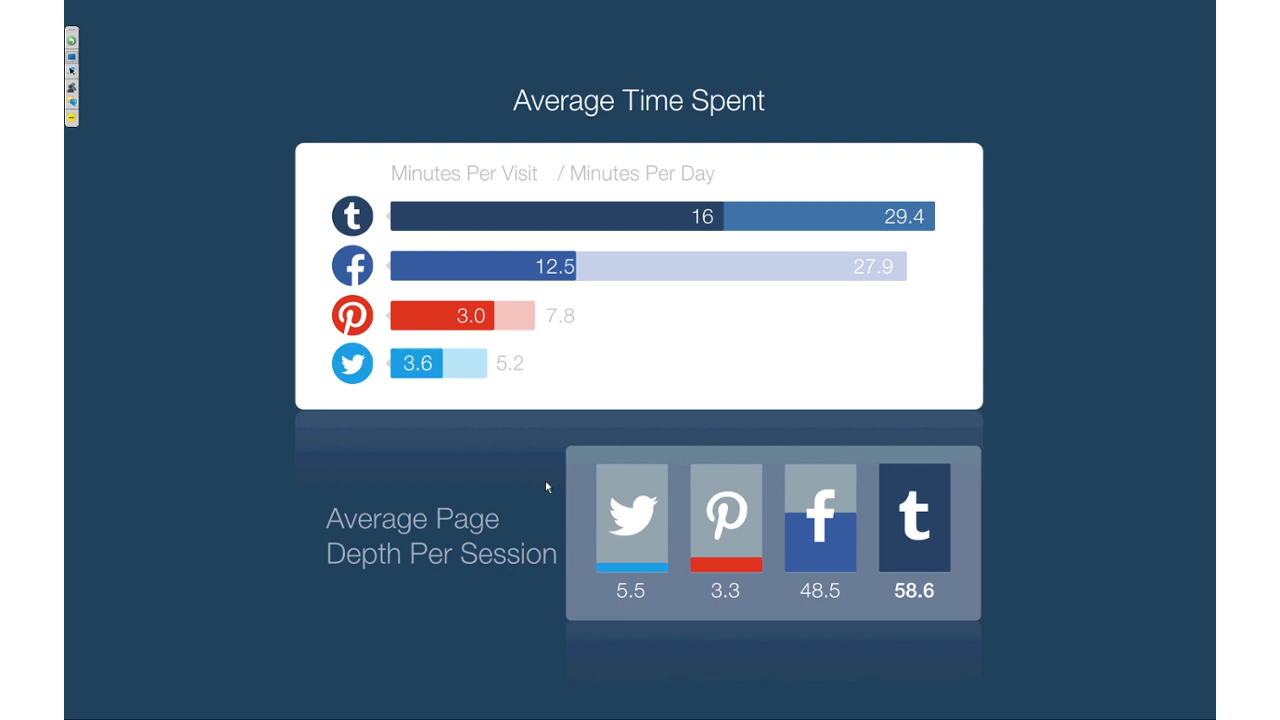 Average Time Spent
Minutes Per Visit / Minutes Per Day
16 29.4
12.5 27.9
3.0 7.8
3.6 5.2
Average Page
Depth Per Session
5.5 3.3 48.5 58.6